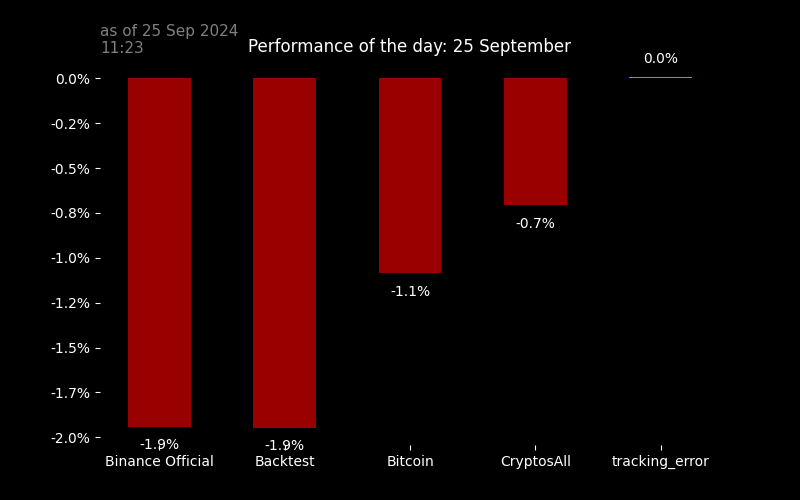 as of 25 Sep 2024
11:23
Performance of the day: 25 September
0.0%
0.0%
-0.2%
-0.5%
-0.8%
-1.0%
-1.2%
-1.5%
-1.7%
-2.0%
-0.7%
-1.1%
-1.9%
-1.9%
Binance Official
Backtest
Bitcoin
CryptosAll
tracking_error